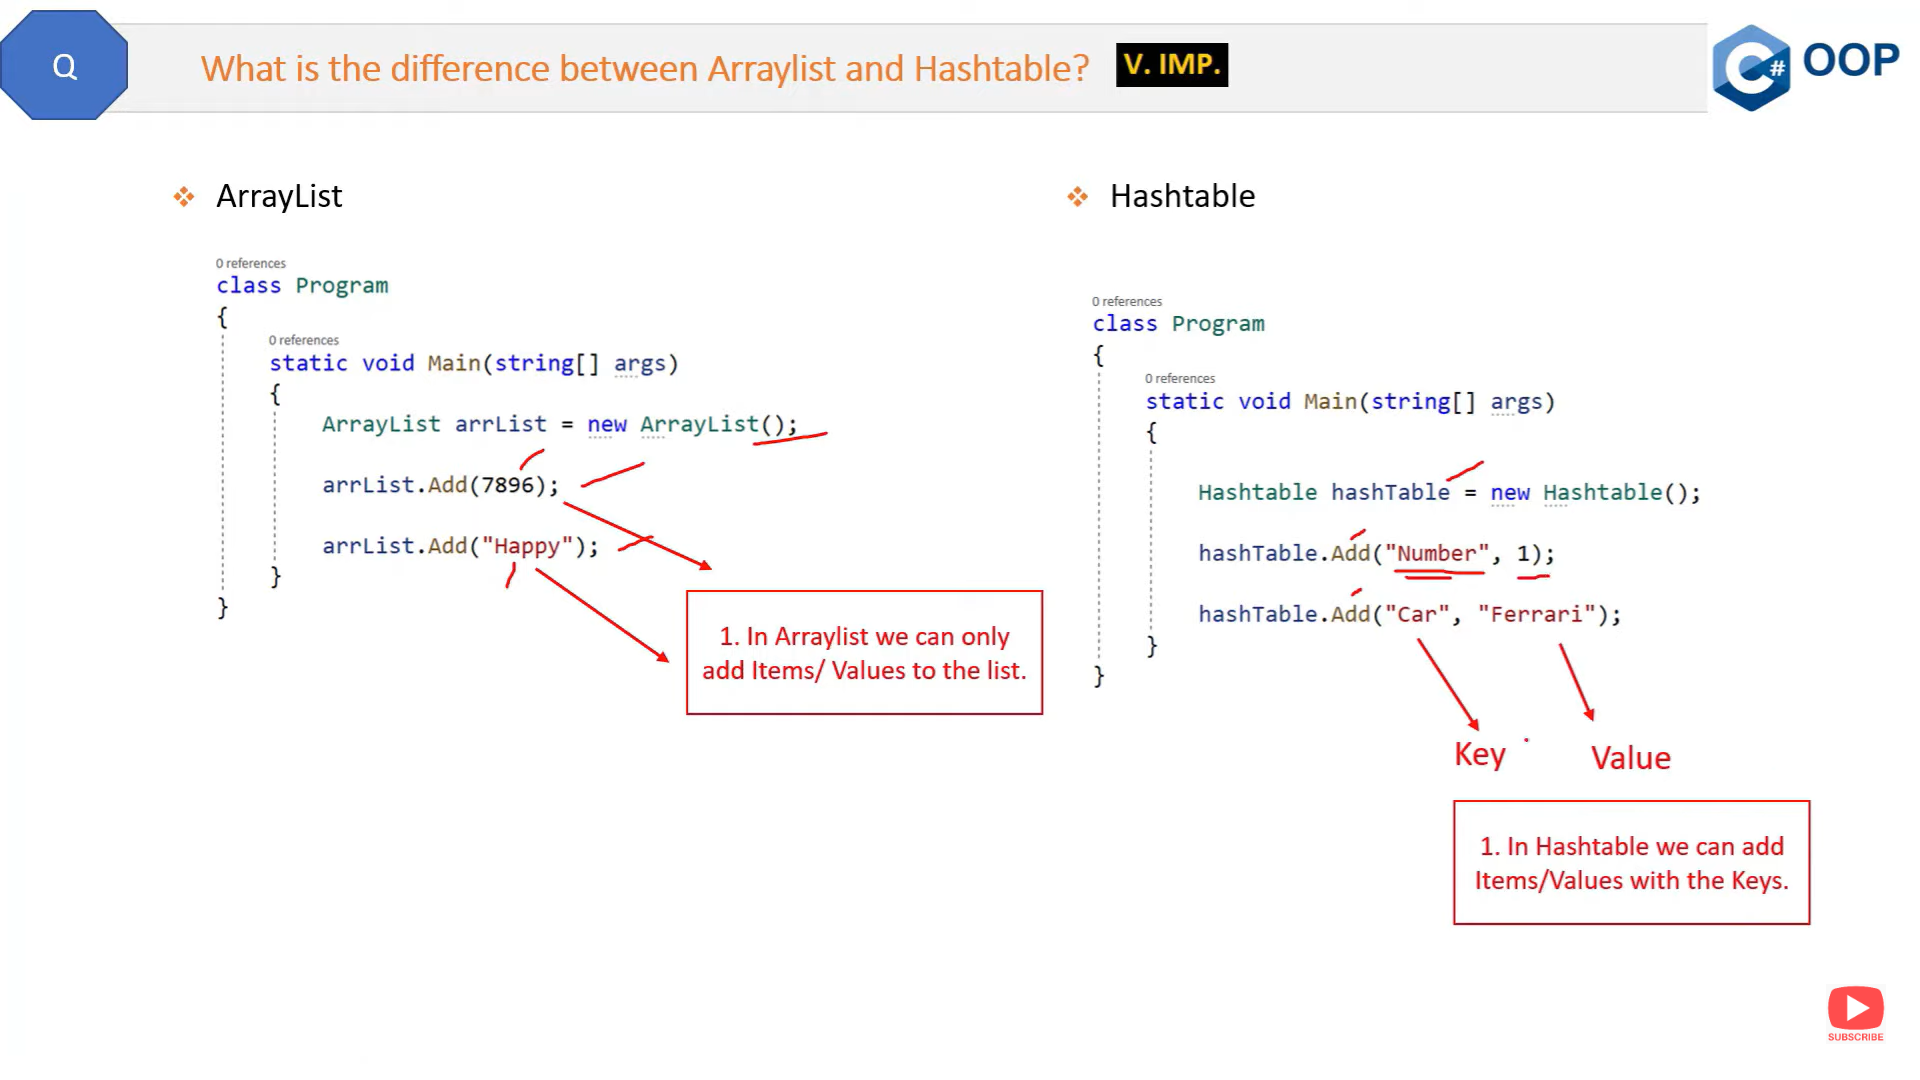 Q
What is the difference between Arraylist and Hashtable?
V. IMP.
C# OOP
❖ ArrayList
0 references
class Program
{
0 references
static void Main(string[] args)
{
ArrayList arrList = new ArrayList();
arrList.Add(7896);
arrList.Add("Happy");
}
}
1. In Arraylist we can only
add Items/ Values to the list.
❖ Hashtable
0 references
class Program
{
0 references
static void Main(string[] args)
{
Hashtable hashTable = new Hashtable();
hashTable.Add("Number", 1);
hashTable.Add("Car", "Ferrari");
}
}
Key
Value
1. In Hashtable we can add
Items/Values with the Keys.
SUBSCRIBE